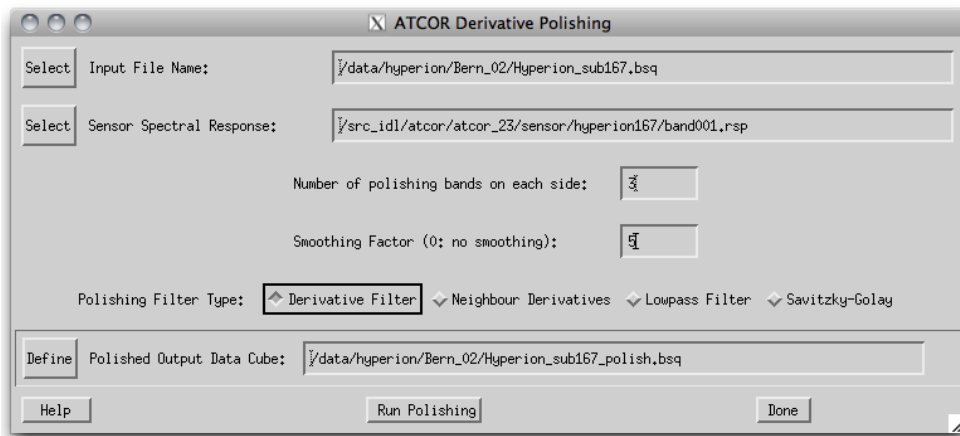 X ATCOR Derivative Polishing
Select Input File Name: /data/hyperion/Bern_02/Hyperion_sub167.bsq
Select Sensor Spectral Response: /src_idl/atcor/atcor_23/sensor/hyperion167/band001.rsp
Number of polishing bands on each side: 3
Smoothing Factor (0: no smoothing): 5
Polishing Filter Type: Derivative Filter Neighbour Derivatives Lowpass Filter Savitzky-Golay
Define Polished Output Data Cube: /data/hyperion/Bern_02/Hyperion_sub167_polish.bsq
Help Run Polishing Done